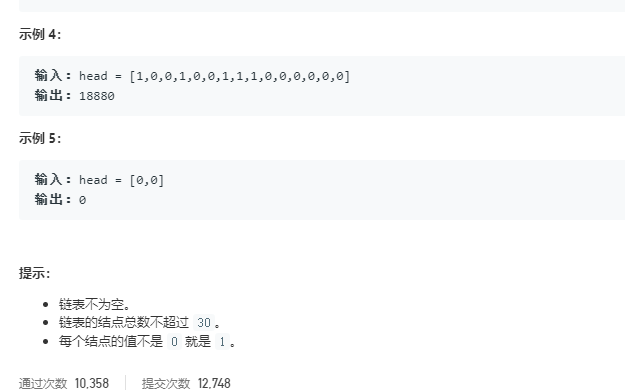 示例 4:
输入: head = [1,0,0,1,0,0,1,1,1,0,0,0,0,0,0]
输出: 18880
示例 5:
输入: head = [0,0]
输出: 0
提示:
链表不为空。
链表的结点总数不超过 30。
每个结点的值不是 0 就是 1。
通过次数 10,358 提交次数 12,748